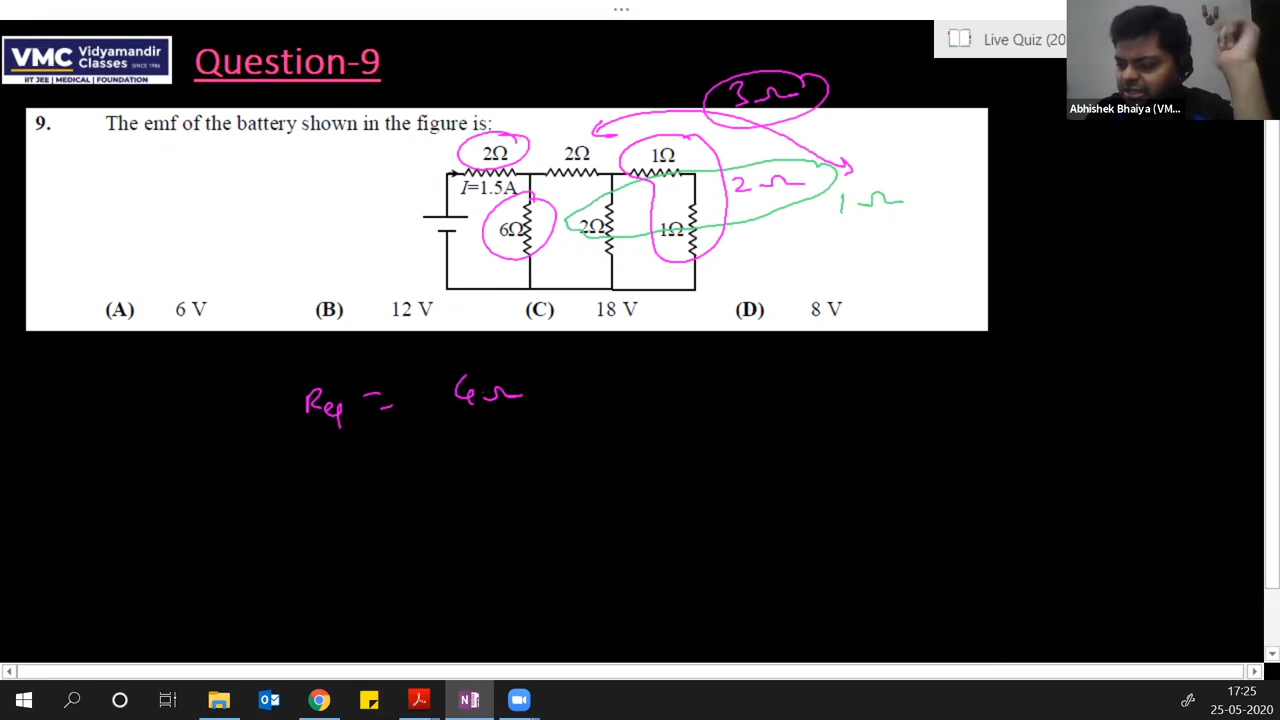 ...
Live Quiz (20
VMC Vidyamandir Classes SINCE 1986
IIT JEE | MEDICAL | FOUNDATION
Question-9
Abhishek Bhaiya (VM...
3Ω
9. The emf of the battery shown in the figure is:
2Ω 2Ω 1Ω
I=1.5A
2Ω
1Ω
6Ω 2Ω 1Ω
(A) 6 V (B) 12 V (C) 18 V (D) 8 V
Req = 4Ω
17:25
25-05-2020